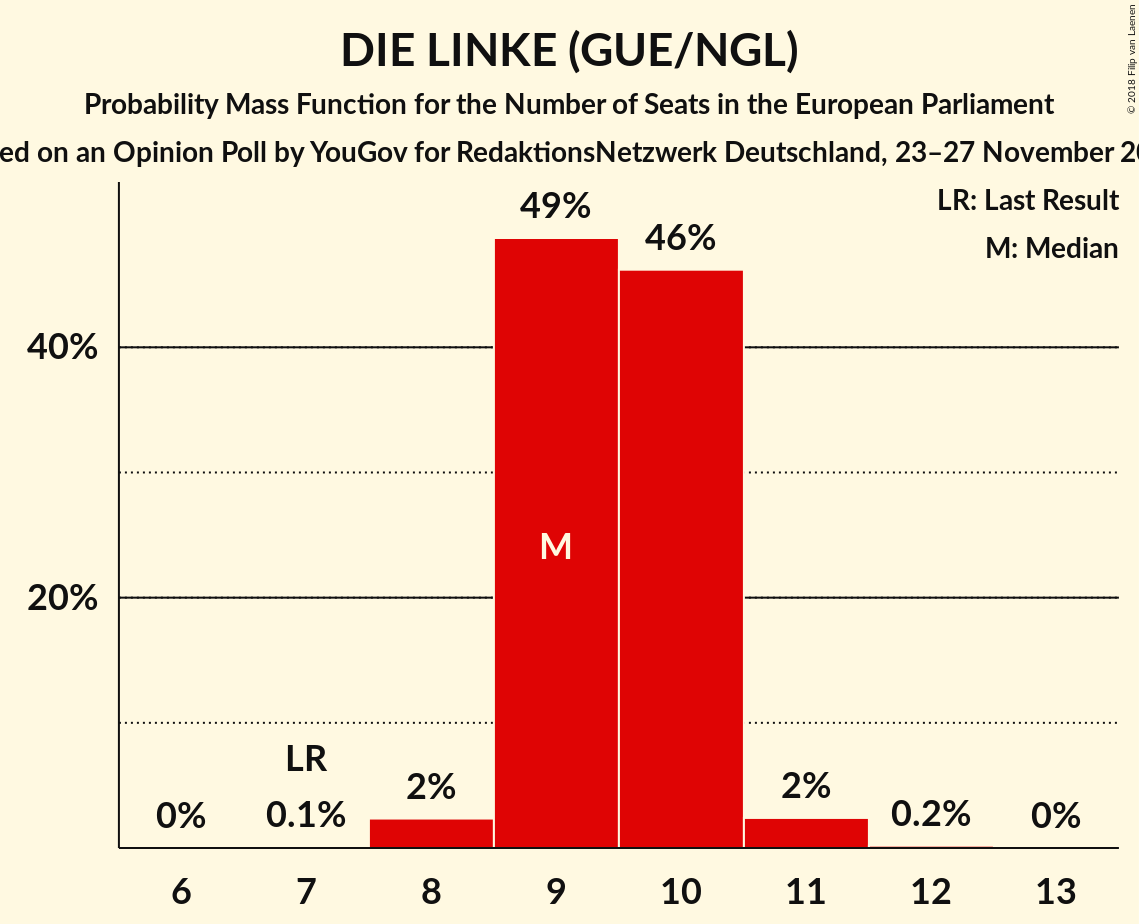 DIE LINKE (GUE/NGL)
Probability Mass Function for the Number of Seats in the European Parliament
on an Opinion Poll by YouGov for RedaktionsNetzwerk Deutschland, 23–27 November
© 2018 Filip van Laenen
LR: Last Result
M: Median
49%
46%
40%
M
20%
LR
0%
0.1%
2%
2%
0.2%
0%
6 7 8 9 10 11 12 13